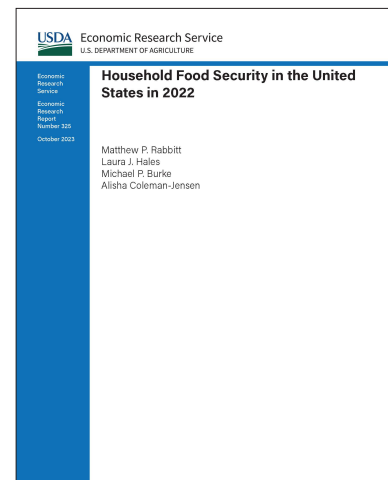 USDA Economic Research Service
U.S. DEPARTMENT OF AGRICULTURE
Economic
Research
Service
Economic
Research
Report
Number 325
October 2023
Household Food Security in the United
States in 2022
Matthew P. Rabbitt
Laura J. Hales
Michael P. Burke
Alisha Coleman-Jensen